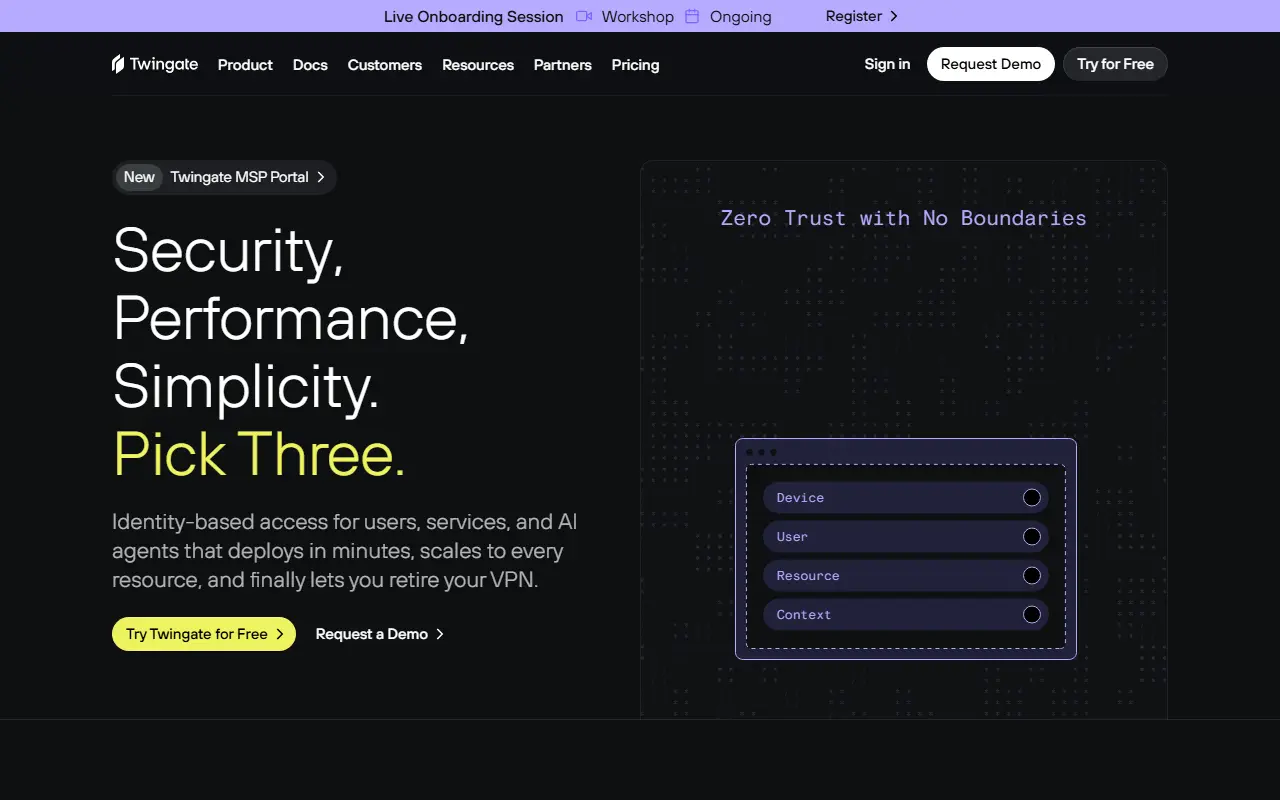 Live Onboarding Session Workshop Ongoing Register
Twingate Product Docs Customers Resources Partners Pricing Sign in Request Demo Try for Free
New Twingate MSP Portal
Security,
Performance,
Simplicity.
Pick Three.
Identity-based access for users, services, and AI
agents that deploys in minutes, scales to every
resource, and finally lets you retire your VPN.
Try Twingate for Free Request a Demo
Zero Trust with No Boundaries
Device
User
Resource
Context